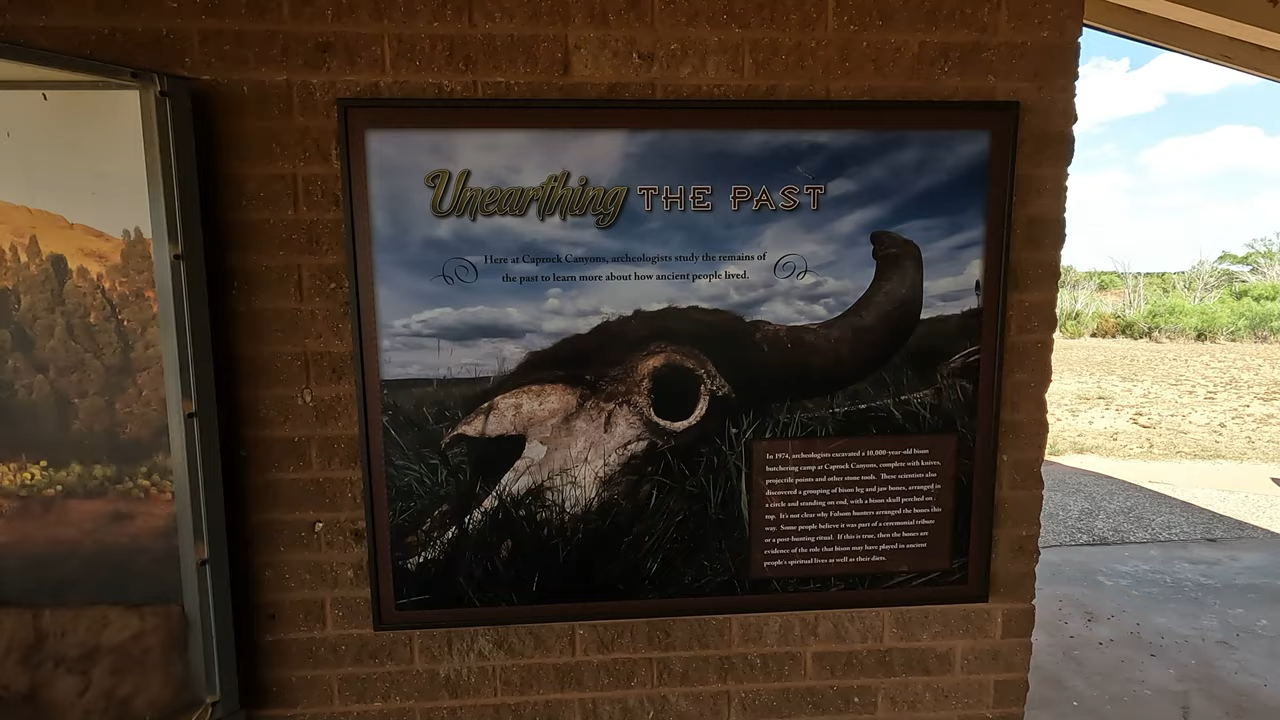 Unearthing THE PAST
Here at Caprock Canyons, archeologists study the remains of
the past to learn more about how ancient people lived.
In 1974, archeologists excavated a 10,000-year-old bison
butchering camp at Caprock Canyons, complete with knives,
projectile points and other stone tools. These scientists also
discovered a grouping of bison leg and jaw bones, arranged in
a circle and standing on end, with a bison skull perched on
top. It's not clear why Folsom hunters arranged the bones this
way. Some people believe it was part of a ceremonial tribute
or a post-hunting ritual. If this is true, then the bones are
evidence of the role that bison may have played in ancient
people's spiritual lives as well as their diets.